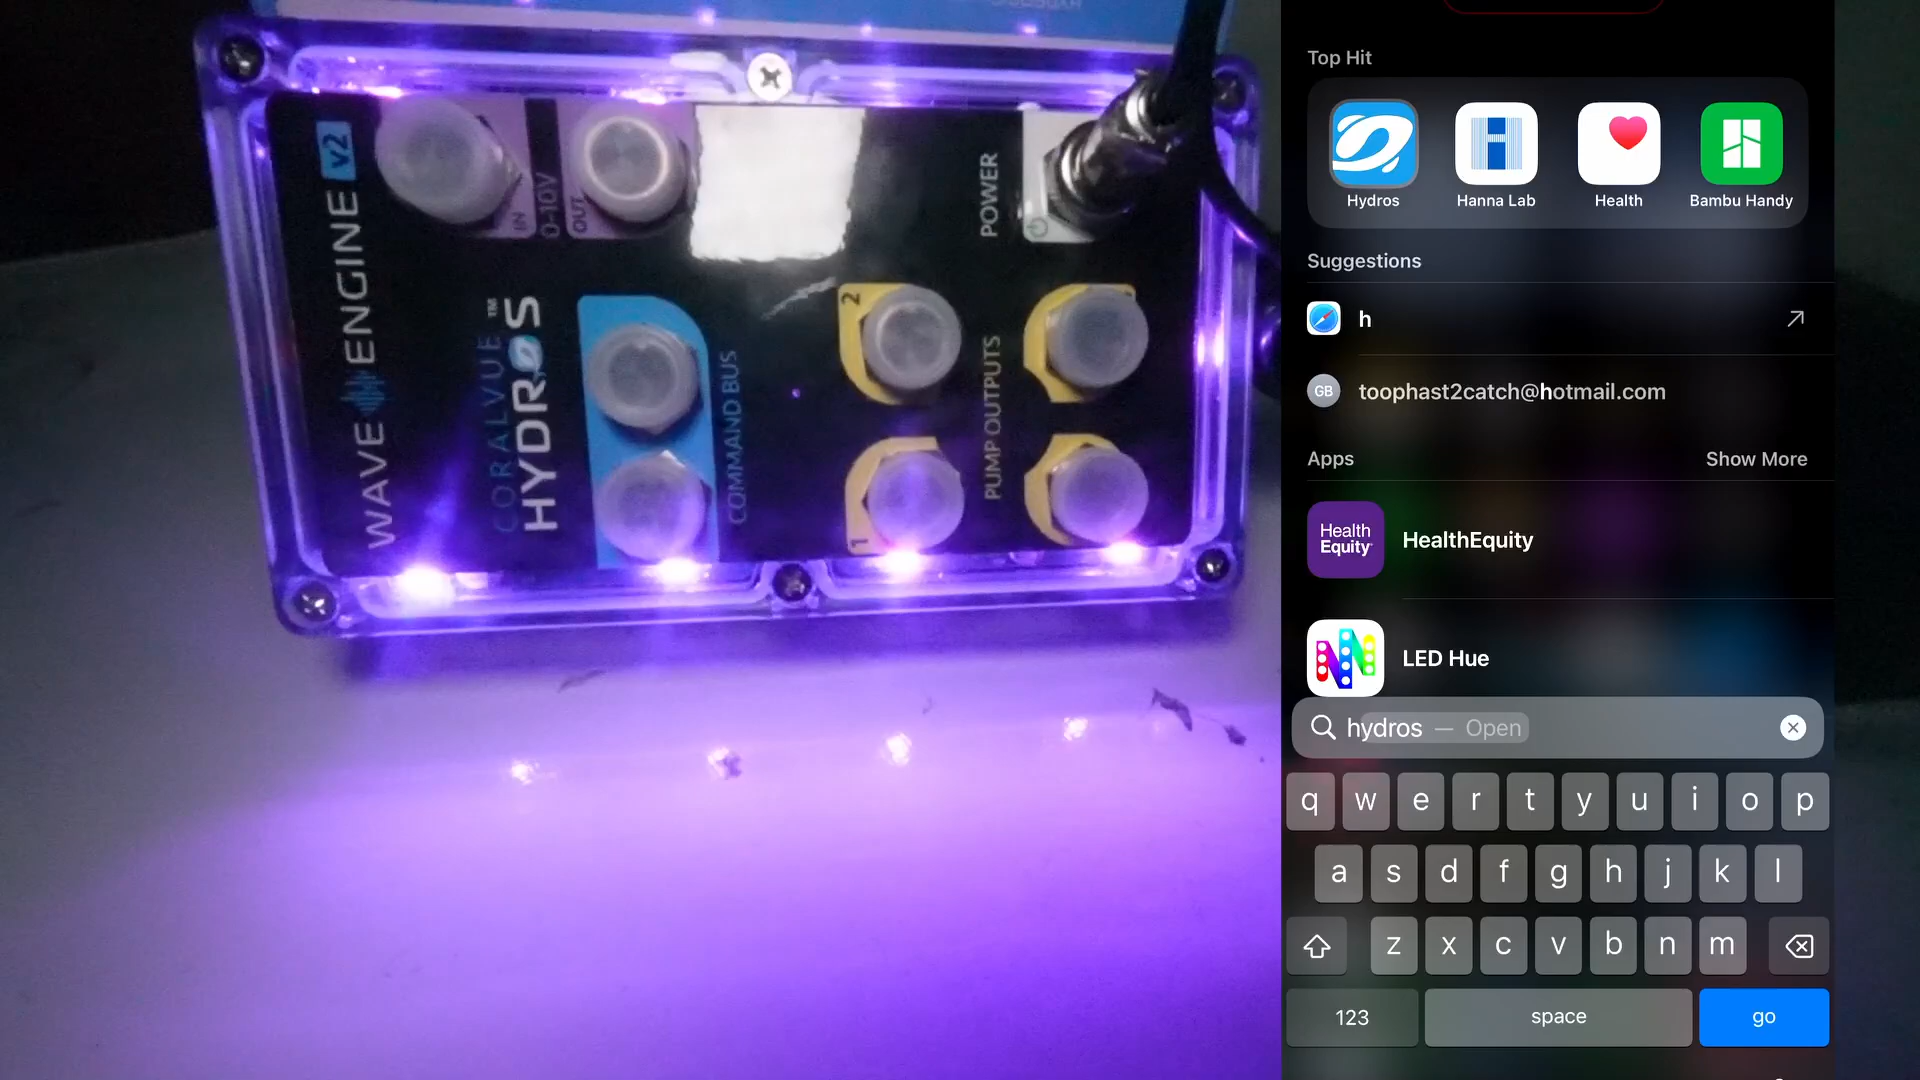 WAVE ENGINE v2
CORALVUE™
HYDROS
IN
0-10V
OUT
COMMAND BUS
POWER
PUMP OUTPUTS
2
1
Top Hit
Hydros
Hanna Lab
Health
Bambu Handy
Suggestions
h
GB
toophast2catch@hotmail.com
Apps
Show More
Health
Equity
HealthEquity
LED Hue
hydros — Open
q w e r t y u i o p
a s d f g h j k l
z x c v b n m
123 space go